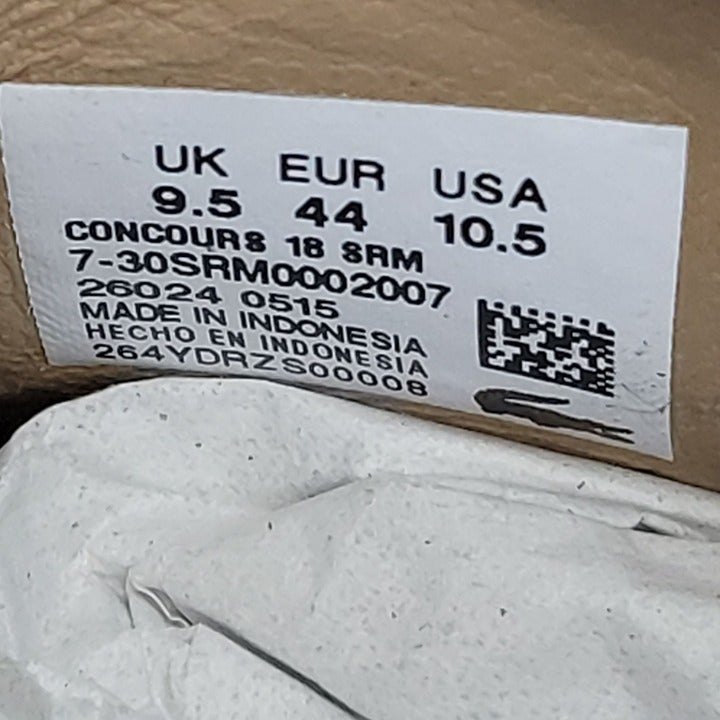 UK EUR USA
9.5 44 10.5
CONCOURS 18 SRM
7-30SRM0002007
26024 0515
MADE IN INDONESIA
HECHO EN INDONESIA
264YDRZS00008